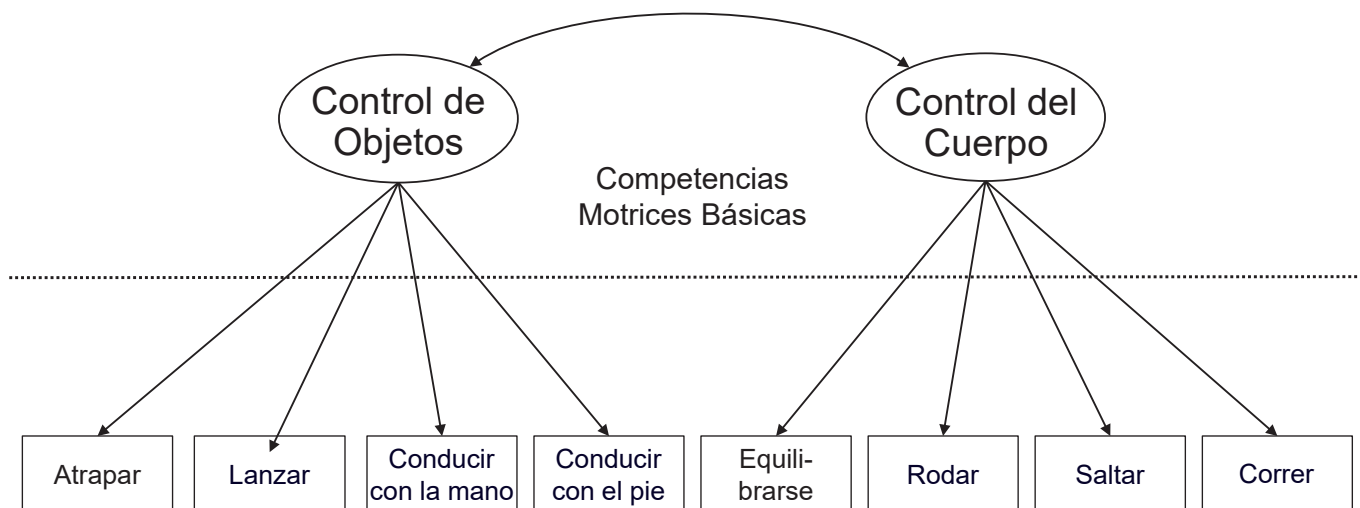 Control de
Objetos
Control del
Cuerpo
Competencias
Motrices Básicas
Atrapar
Lanzar
Conducir
con la mano
Conducir
con el pie
Equili-
brarse
Rodar
Saltar
Correr